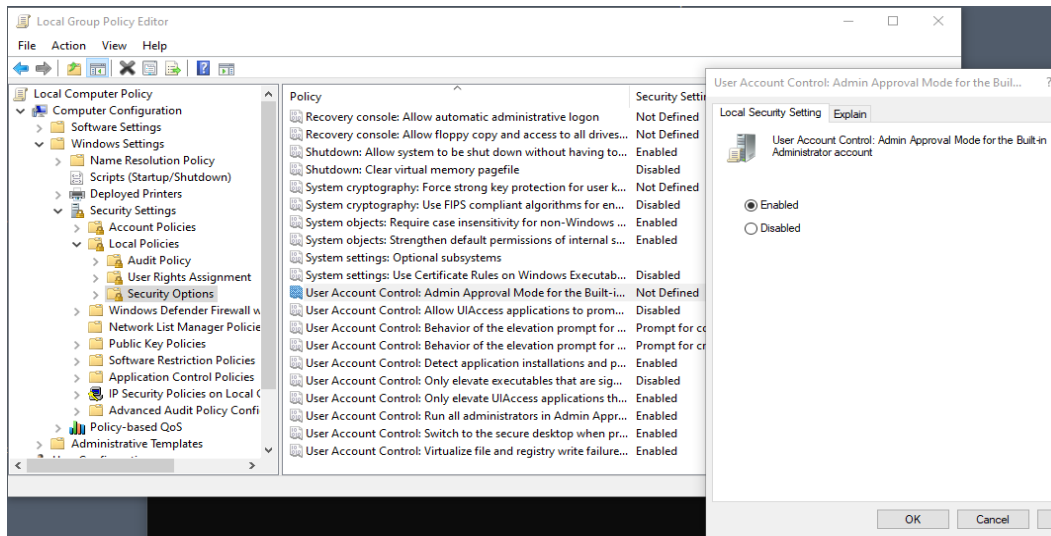 Local Group Policy Editor
File Action View Help
Local Computer Policy
Computer Configuration
Software Settings
Windows Settings
Name Resolution Policy
Scripts (Startup/Shutdown)
Deployed Printers
Security Settings
Account Policies
Local Policies
Audit Policy
User Rights Assignment
Security Options
Windows Defender Firewall w
Network List Manager Policie
Public Key Policies
Software Restriction Policies
Application Control Policies
IP Security Policies on Local C
Advanced Audit Policy Confi
Policy-based QoS
Administrative Templates
Policy Security Settin
Recovery console: Allow automatic administrative logon Not Defined
Recovery console: Allow floppy copy and access to all drives... Not Defined
Shutdown: Allow system to be shut down without having to... Enabled
Shutdown: Clear virtual memory pagefile Disabled
System cryptography: Force strong key protection for user k... Not Defined
System cryptography: Use FIPS compliant algorithms for en... Disabled
System objects: Require case insensitivity for non-Windows ... Enabled
System objects: Strengthen default permissions of internal s... Enabled
System settings: Optional subsystems
System settings: Use Certificate Rules on Windows Executab... Disabled
User Account Control: Admin Approval Mode for the Built-i... Not Defined
User Account Control: Allow UIAccess applications to prom... Disabled
User Account Control: Behavior of the elevation prompt for ... Prompt for co
User Account Control: Behavior of the elevation prompt for ... Prompt for cr
User Account Control: Detect application installations and p... Enabled
User Account Control: Only elevate executables that are sig... Disabled
User Account Control: Only elevate UIAccess applications th... Enabled
User Account Control: Run all administrators in Admin Appr... Enabled
User Account Control: Switch to the secure desktop when pr... Enabled
User Account Control: Virtualize file and registry write failure... Enabled
User Account Control: Admin Approval Mode for the Buil... ?
Local Security Setting Explain
User Account Control: Admin Approval Mode for the Built-in
Administrator account
Enabled
Disabled
OK Cancel